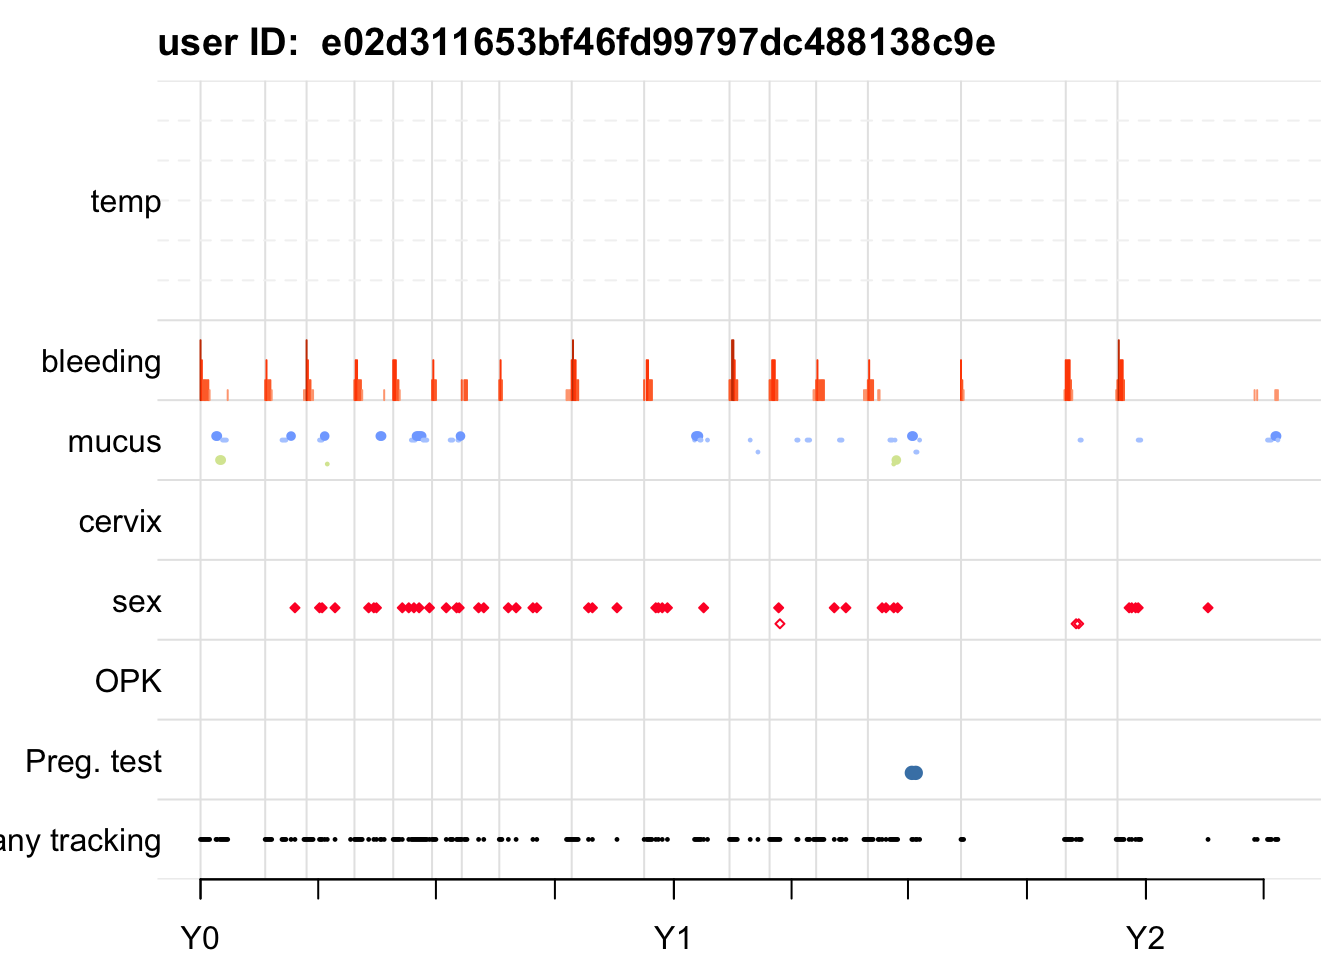 user ID:  e02d311653bf46fd99797dc488138c9e
temp
bleeding
mucus
cervix
sex
OPK
Preg. test
any tracking
Y0 Y1 Y2